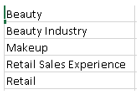 Beauty
Beauty Industry
Makeup
Retail Sales Experience
Retail